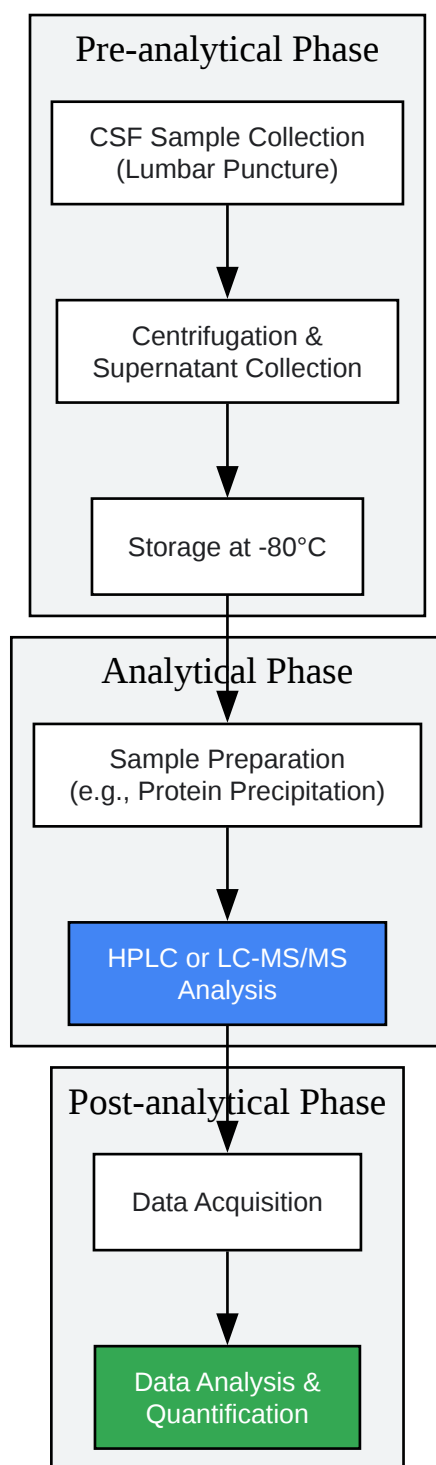 Pre-analytical Phase
CSF Sample Collection
(Lumbar Puncture)
Centrifugation &
Supernatant Collection
Storage at -80°C
Analytical Phase
Sample Preparation
(e.g., Protein Precipitation)
HPLC or LC-MS/MS
Analysis
Post-analytical Phase
Data Acquisition
Data Analysis &
Quantification